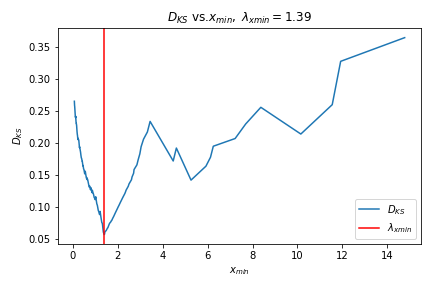 D_KS vs.x_min, λ_xmin = 1.39
0.35
0.30
0.25
0.20
0.15
0.10
0.05
D_KS
0 2 4 6 8 10 12 14
x_min
D_KS
λ_xmin